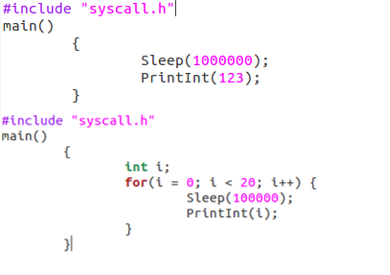 #include "syscall.h"
main()
{
Sleep(1000000);
PrintInt(123);
}
#include "syscall.h"
main()
{
int i;
for(i = 0; i < 20; i++) {
Sleep(100000);
PrintInt(i);
}
}